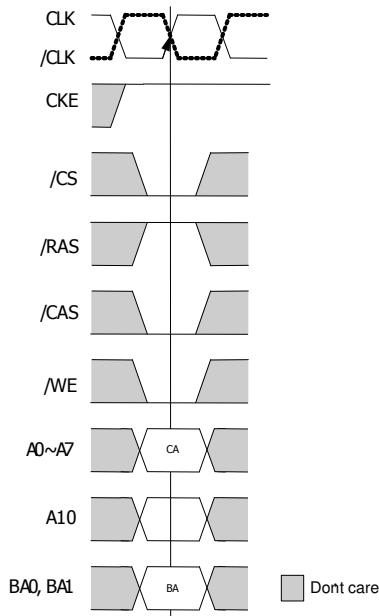 CLK
/CLK
CKE
/CS
/RAS
/CAS
/WE
A0~A7
CA
A10
BA0, BA1
BA
Dont care